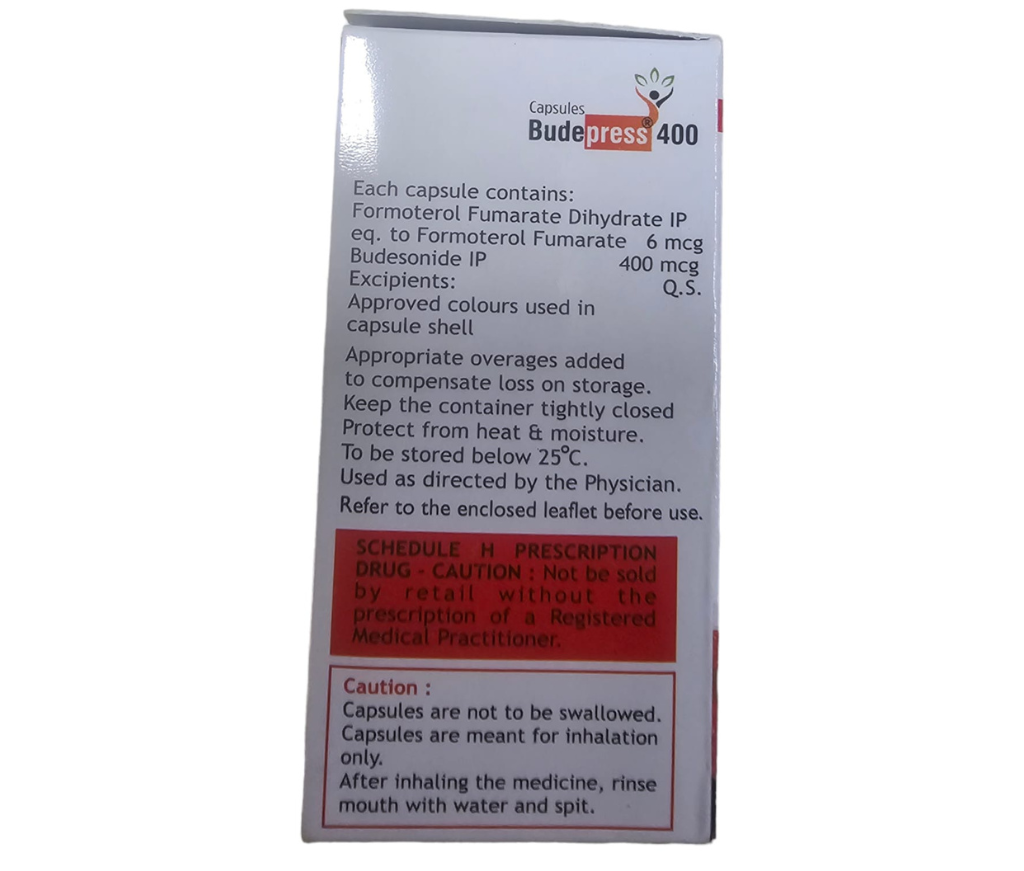 Capsules
Budepress® 400
Each capsule contains:
Formoterol Fumarate Dihydrate IP
eq. to Formoterol Fumarate 6 mcg
Budesonide IP 400 mcg
Excipients: Q.S.
Approved colours used in
capsule shell
Appropriate overages added
to compensate loss on storage.
Keep the container tightly closed
Protect from heat & moisture.
To be stored below 25°C.
Used as directed by the Physician.
Refer to the enclosed leaflet before use.
SCHEDULE H PRESCRIPTION
DRUG - CAUTION : Not be sold
by retail without the
prescription of a Registered
Medical Practitioner.
Caution :
Capsules are not to be swallowed.
Capsules are meant for inhalation
only.
After inhaling the medicine, rinse
mouth with water and spit.